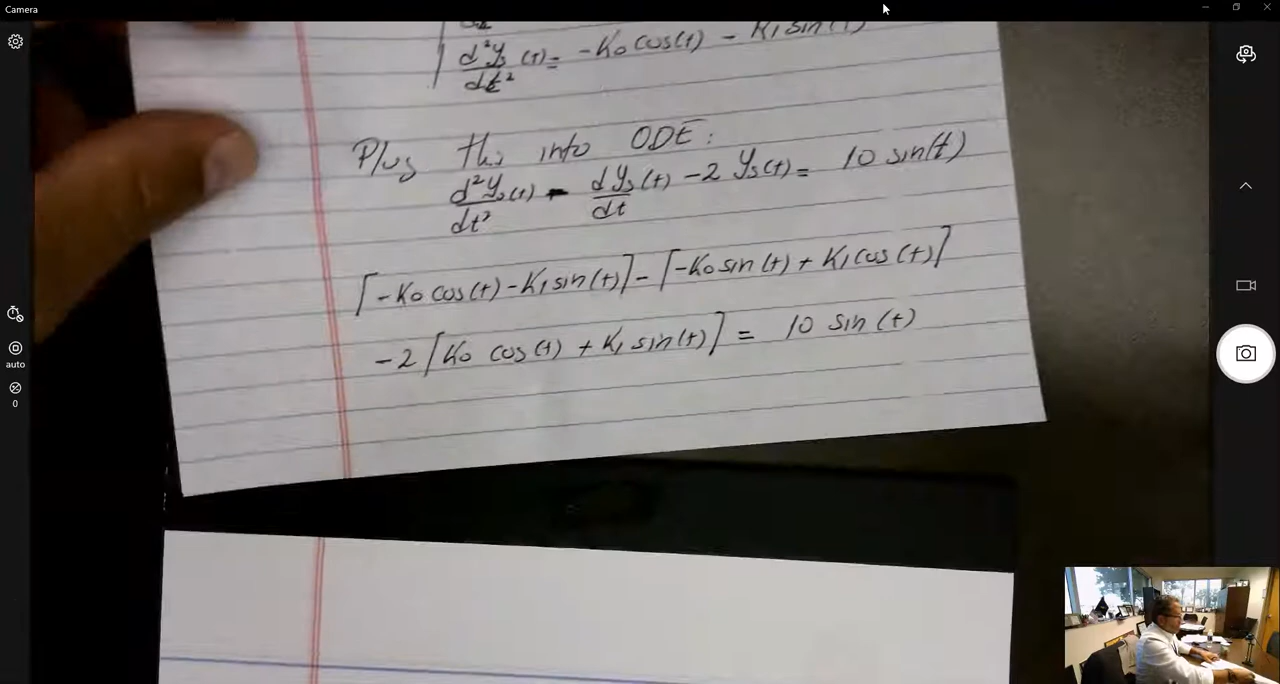 Camera
d²ys(t) = -K0 cos(t) - K1 sin(t)
dt²
Plug this into ODE:
d²ys(t) - dys(t) - 2 ys(t) = 10 sin(t)
dt² dt
[-K0 cos(t) - K1 sin(t)] - [-K0 sin(t) + K1 cos(t)]
-2 [K0 cos(t) + K1 sin(t)] = 10 sin(t)
auto
0